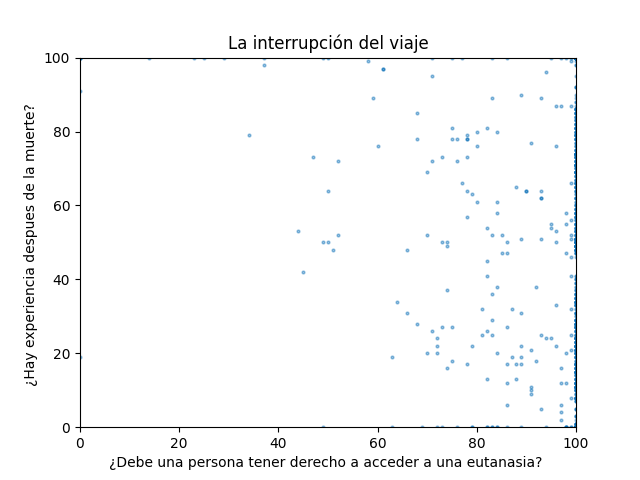 La interrupción del viaje
100
80
60
40
20
0
¿Hay experiencia despues de la muerte?
0 20 40 60 80 100
¿Debe una persona tener derecho a acceder a una eutanasia?